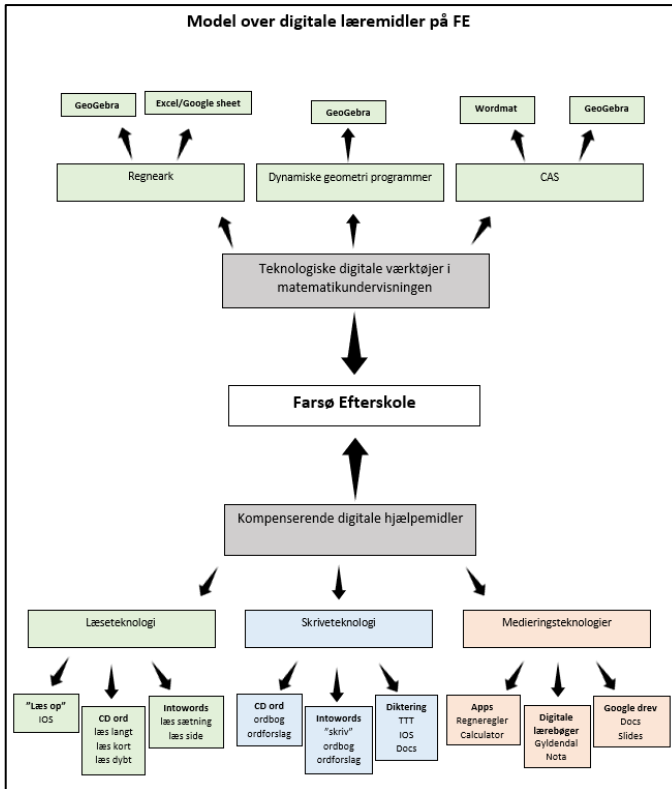 Model over digitale læremidler på FE
GeoGebra
Excel/Google sheet
GeoGebra
Wordmat
GeoGebra
Regneark
Dynamiske geometri programmer
CAS
Teknologiske digitale værktøjer i
matematikundervisningen
Farsø Efterskole
Kompenserende digitale hjælpemidler
Læseteknologi
Skriveteknologi
Medieringsteknologier
"Læs op"
IOS
CD ord
læs langt
læs kort
læs dybt
Intowords
læs sætning
læs side
CD ord
ordbog
ordforslag
Intowords
"skriv"
ordbog
ordforslag
Diktering
TTT
IOS
Docs
Apps
Regneregler
Calculator
Digitale
lærebøger
Gyldendal
Nota
Google drev
Docs
Slides